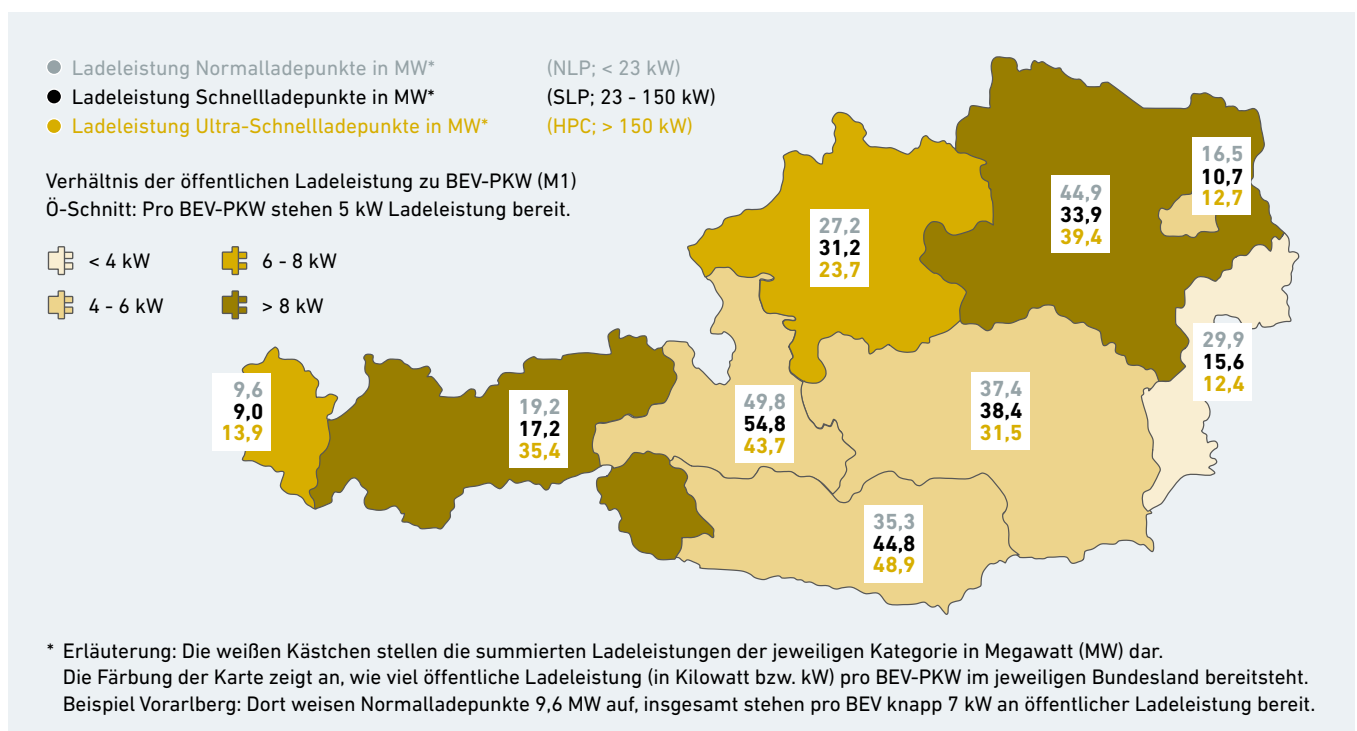 Ladeleistung Normalladepunkte in MW* (NLP; < 23 kW)
Ladeleistung Schnellladepunkte in MW* (SLP; 23 - 150 kW)
Ladeleistung Ultra-Schnellladepunkte in MW* (HPC; > 150 kW)
Verhältnis der öffentlichen Ladeleistung zu BEV-PKW (M1)
Ö-Schnitt: Pro BEV-PKW stehen 5 kW Ladeleistung bereit.
< 4 kW
6 - 8 kW
4 - 6 kW
> 8 kW
16,5
10,7
12,7
44,9
33,9
39,4
27,2
31,2
23,7
29,9
15,6
12,4
9,6
9,0
13,9
19,2
17,2
35,4
49,8
54,8
43,7
37,4
38,4
31,5
35,3
44,8
48,9
* Erläuterung: Die weißen Kästchen stellen die summierten Ladeleistungen der jeweiligen Kategorie in Megawatt (MW) dar.
Die Färbung der Karte zeigt an, wie viel öffentliche Ladeleistung (in Kilowatt bzw. kW) pro BEV-PKW im jeweiligen Bundesland bereitsteht.
Beispiel Vorarlberg: Dort weisen Normalladepunkte 9,6 MW auf, insgesamt stehen pro BEV knapp 7 kW an öffentlicher Ladeleistung bereit.